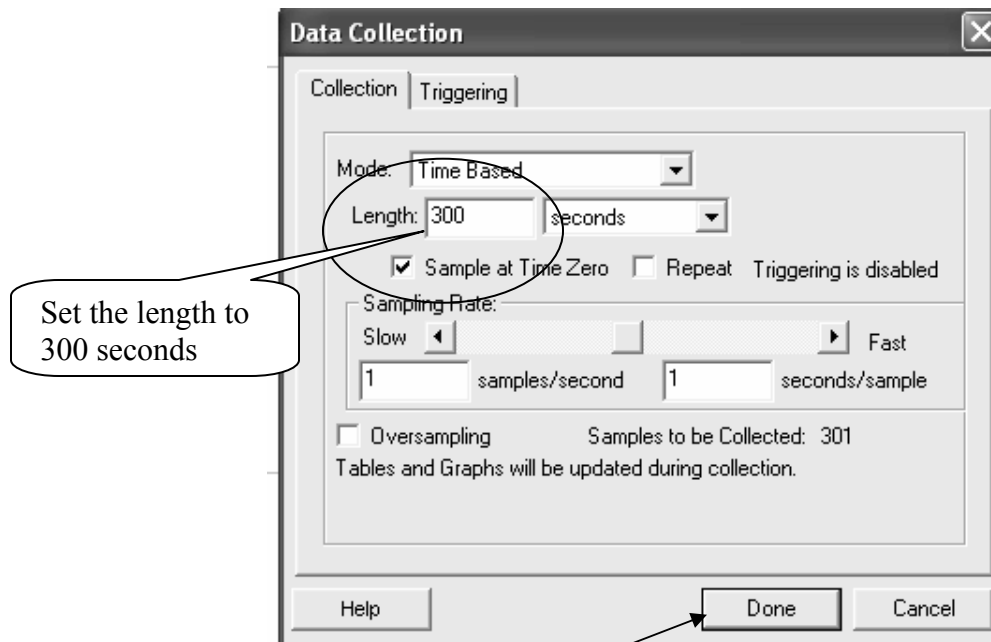 Data Collection
Collection Triggering
Mode: Time Based
Length: 300 seconds
Sample at Time Zero Repeat Triggering is disabled
Set the length to
300 seconds
Sampling Rate:
Slow Fast
1 samples/second 1 seconds/sample
Oversampling Samples to be Collected: 301
Tables and Graphs will be updated during collection.
Help Done Cancel